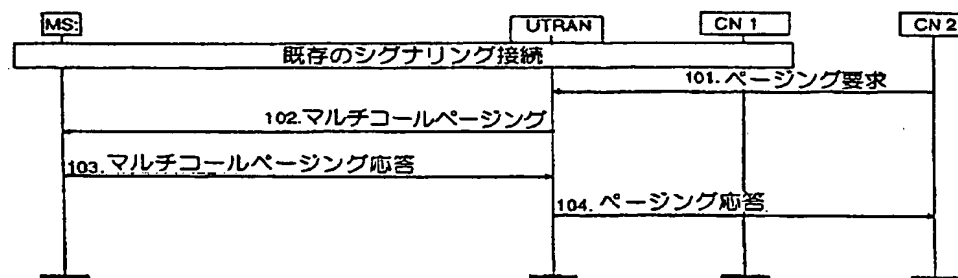 MS:
UTRAN
CN 1
CN 2
既存のシグナリング接続
101.ページング要求
102.マルチコールページング
103.マルチコールページング応答
104.ページング応答